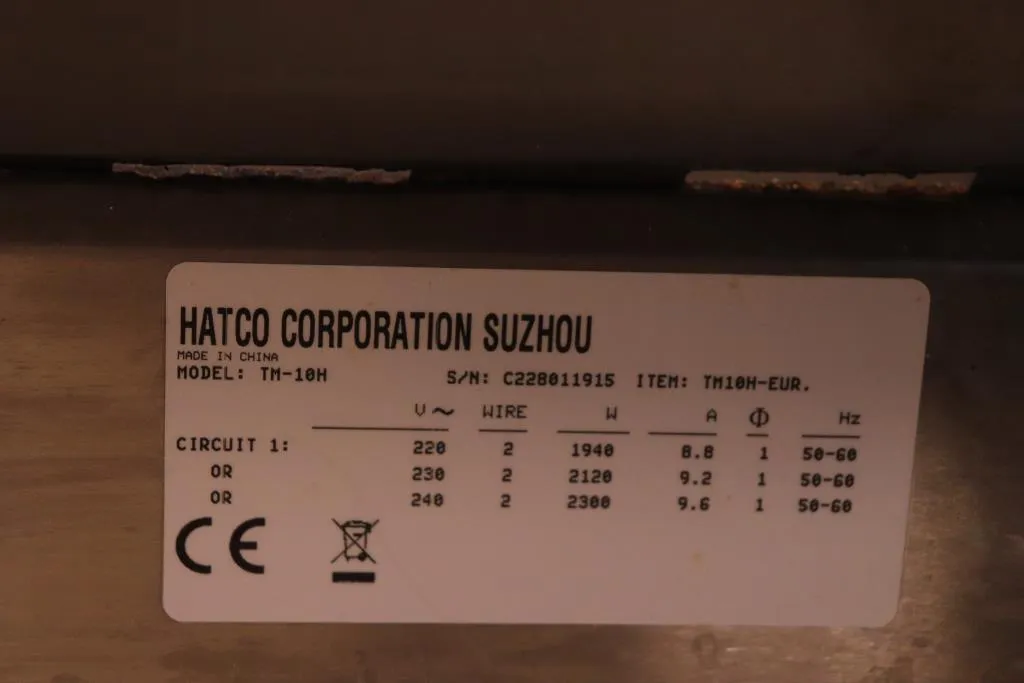 HATCO CORPORATION SUZHOU
MADE IN CHINA
MODEL: TM-10H S/N: C228011915 ITEM: TM10H-EUR.
V~ WIRE W A Φ Hz
CIRCUIT 1: 220 2 1940 8.8 1 50-60
OR 230 2 2120 9.2 1 50-60
OR 240 2 2300 9.6 1 50-60
CE